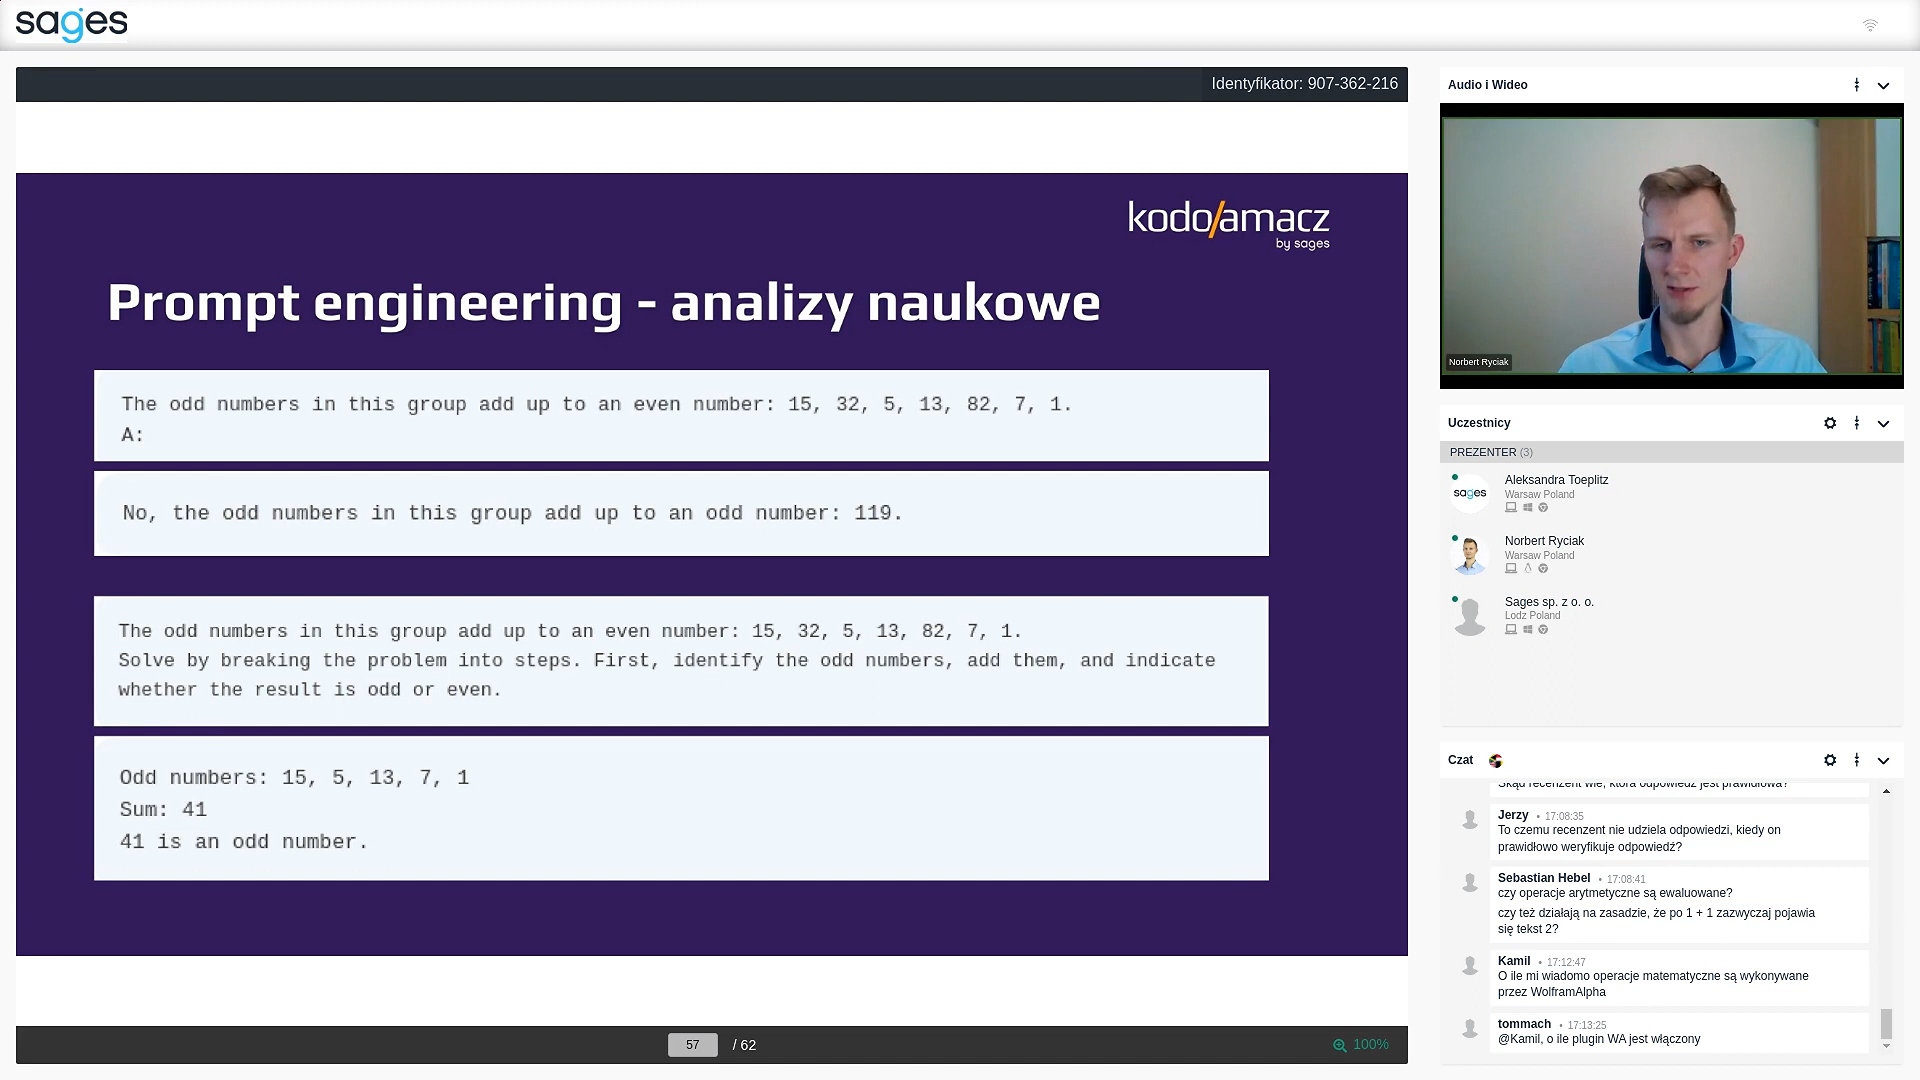 sages
Identyfikator: 907-362-216
kodołamacz
by sages
Prompt engineering - analizy naukowe
The odd numbers in this group add up to an even number: 15, 32, 5, 13, 82, 7, 1.
A:
No, the odd numbers in this group add up to an odd number: 119.
The odd numbers in this group add up to an even number: 15, 32, 5, 13, 82, 7, 1.
Solve by breaking the problem into steps. First, identify the odd numbers, add them, and indicate
whether the result is odd or even.
Odd numbers: 15, 5, 13, 7, 1
Sum: 41
41 is an odd number.
57 / 62
100%
Audio i Wideo
Norbert Ryciak
Uczestnicy
PREZENTER (3)
sages
Aleksandra Toeplitz
Warsaw Poland
Norbert Ryciak
Warsaw Poland
Sages sp. z o. o.
Lodz Poland
Czat
Skąd recenzent wie, która odpowiedź jest prawidłowa?
Jerzy • 17:08:35
To czemu recenzent nie udziela odpowiedzi, kiedy on
prawidłowo weryfikuje odpowiedź?
Sebastian Hebel • 17:08:41
czy operacje arytmetyczne są ewaluowane?
czy też działają na zasadzie, że po 1 + 1 zazwyczaj pojawia
się tekst 2?
Kamil • 17:12:47
O ile mi wiadomo operacje matematyczne są wykonywane
przez WolframAlpha
tommach • 17:13:25
@Kamil, o ile plugin WA jest włączony